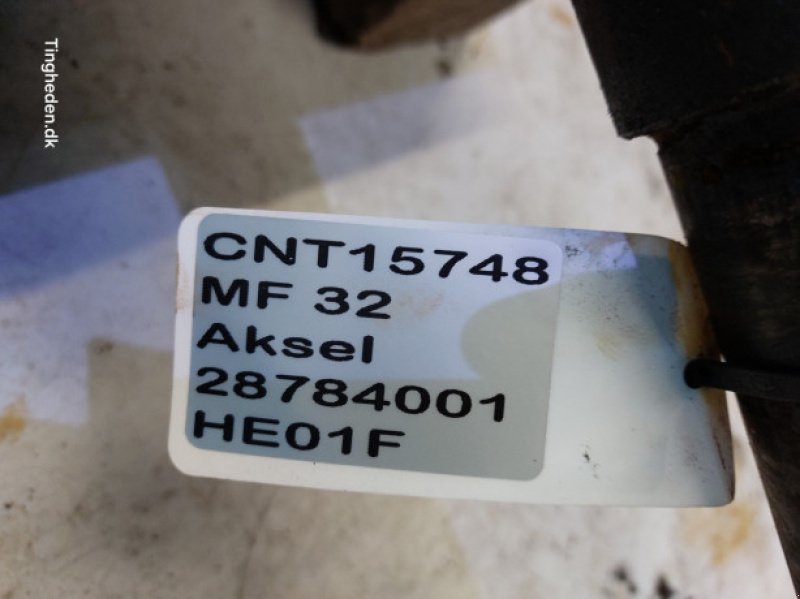 Tingheden.dk
CNT15748
MF 32
Aksel
28784001
HE01F